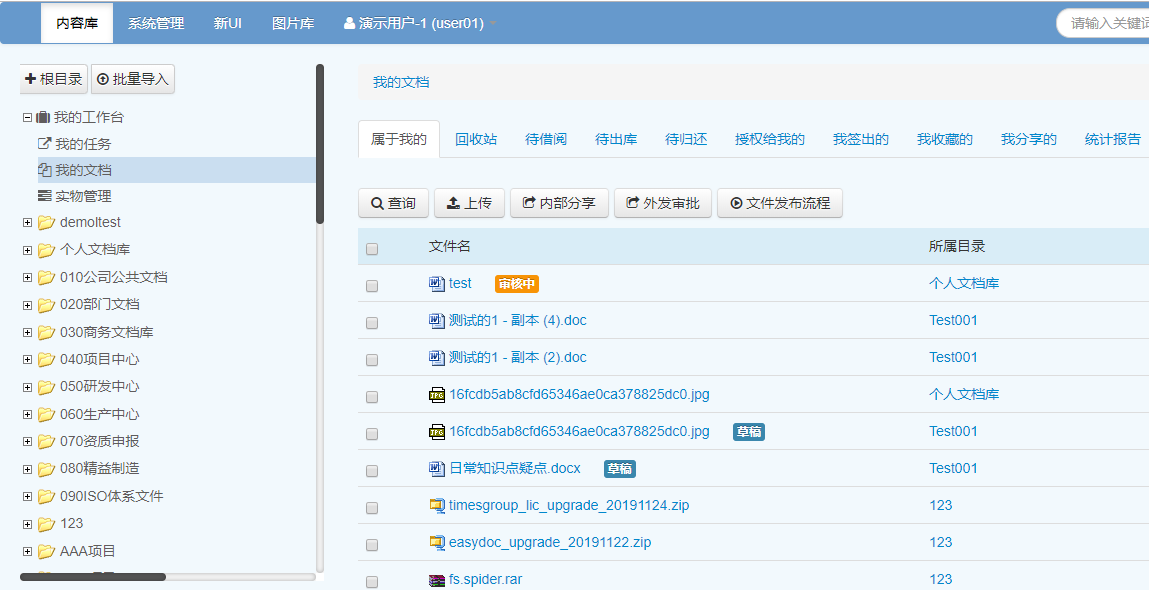 内容库 系统管理 新UI 图片库 演示用户-1 (user01) 请输入关键词
根目录 批量导入
我的文档
我的工作台
我的任务
我的文档
实物管理
demoltest
个人文档库
010公司公共文档
020部门文档
030商务文档库
040项目中心
050研发中心
060生产中心
070资质申报
080精益制造
090ISO体系文件
123
AAA项目
属于我的 回收站 待借阅 待出库 待归还 授权给我的 我签出的 我收藏的 我分享的 统计报告
查询 上传 内部分享 外发审批 文件发布流程
文件名 所属目录
test 审核中 个人文档库
测试的1 - 副本 (4).doc Test001
测试的1 - 副本 (2).doc Test001
16fcdb5ab8cfd65346ae0ca378825dc0.jpg 个人文档库
16fcdb5ab8cfd65346ae0ca378825dc0.jpg 草稿 Test001
日常知识点疑点.docx 草稿 Test001
timesgroup_lic_upgrade_20191124.zip 123
easydoc_upgrade_20191122.zip 123
fs.spider.rar 123